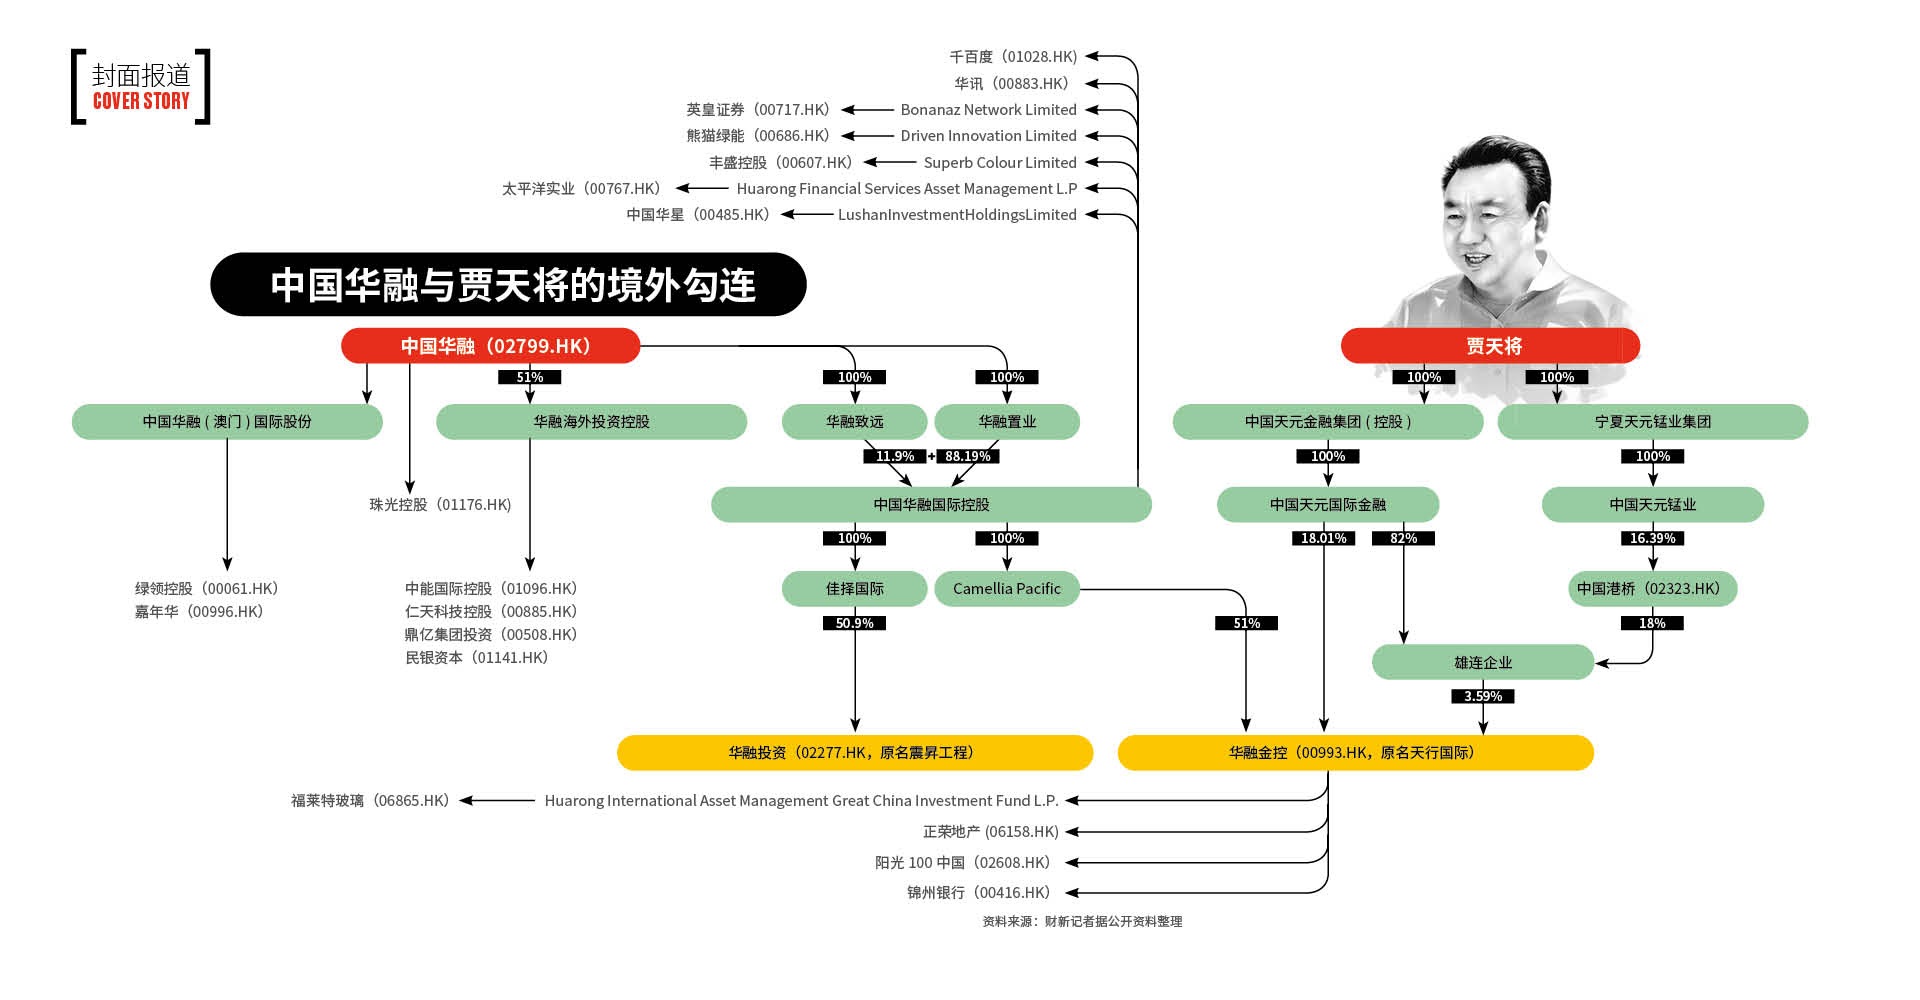 封面报道
COVER STORY
千百度（01028.HK)
华讯（00883.HK）
英皇证券（00717.HK） Bonanaz Network Limited
熊猫绿能（00686.HK） Driven Innovation Limited
丰盛控股（00607.HK） Superb Colour Limited
太平洋实业（00767.HK） Huarong Financial Services Asset Management L.P
中国华星（00485.HK） LushanInvestmentHoldingsLimited
中国华融与贾天将的境外勾连
中国华融（02799.HK）
贾天将
51%
100%
100%
100%
100%
中国华融 ( 澳门 ) 国际股份
华融海外投资控股
华融致远
华融置业
中国天元金融集团 ( 控股 )
宁夏天元锰业集团
11.9% + 88.19%
100%
100%
珠光控股（01176.HK)
中国华融国际控股
中国天元国际金融
中国天元锰业
100%
100%
18.01%
82%
16.39%
绿领控股（00061.HK）
嘉年华（00996.HK）
中能国际控股（01096.HK）
仁天科技控股（00885.HK）
鼎亿集团投资（00508.HK）
民银资本（01141.HK）
佳择国际
Camellia Pacific
中国港桥（02323.HK）
50.9%
51%
18%
雄连企业
3.59%
华融投资（02277.HK，原名震昇工程）
华融金控（00993.HK，原名天行国际）
福莱特玻璃（06865.HK） Huarong International Asset Management Great China Investment Fund L.P.
正荣地产 (06158.HK)
阳光 100 中国（02608.HK）
锦州银行（00416.HK）
资料来源：财新记者据公开资料整理